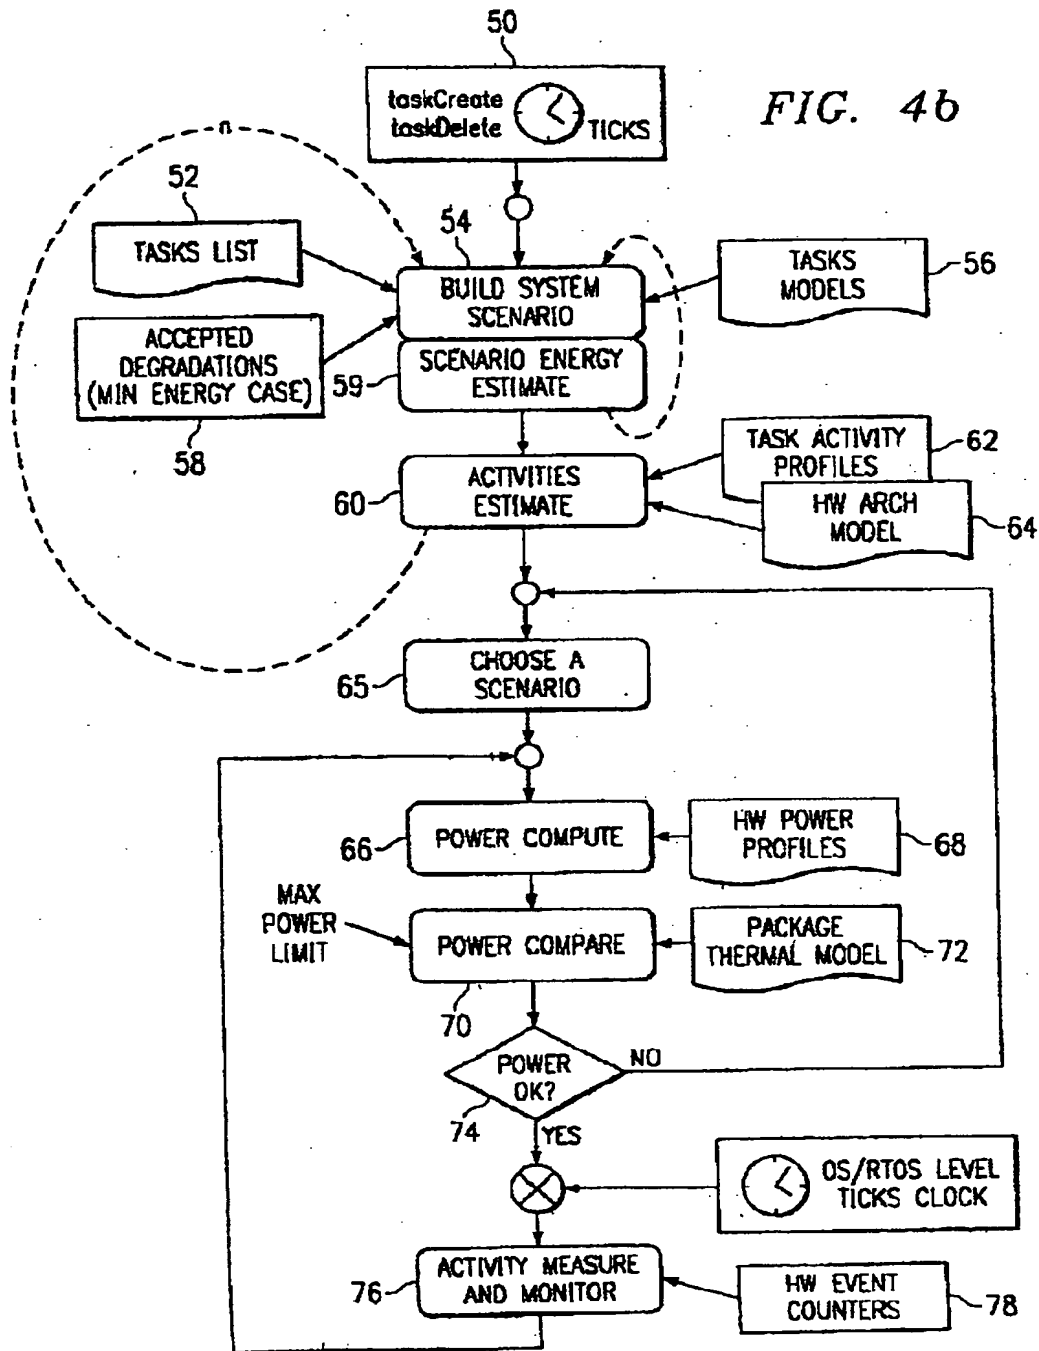 50
taskCreate
taskDelete
TICKS
FIG. 4b
n
52
TASKS LIST
54
BUILD SYSTEM
SCENARIO
TASKS
MODELS
56
ACCEPTED
DEGRADATIONS
(MIN ENERGY CASE)
58
59
SCENARIO ENERGY
ESTIMATE
60
ACTIVITIES
ESTIMATE
TASK ACTIVITY
PROFILES
62
HW ARCH
MODEL
64
65
CHOOSE A
SCENARIO
66
POWER COMPUTE
HW POWER
PROFILES
68
MAX
POWER
LIMIT
POWER COMPARE
70
PACKAGE
THERMAL MODEL
72
POWER
OK?
NO
74
YES
OS/RTOS LEVEL
TICKS CLOCK
76
ACTIVITY MEASURE
AND MONITOR
HW EVENT
COUNTERS
78